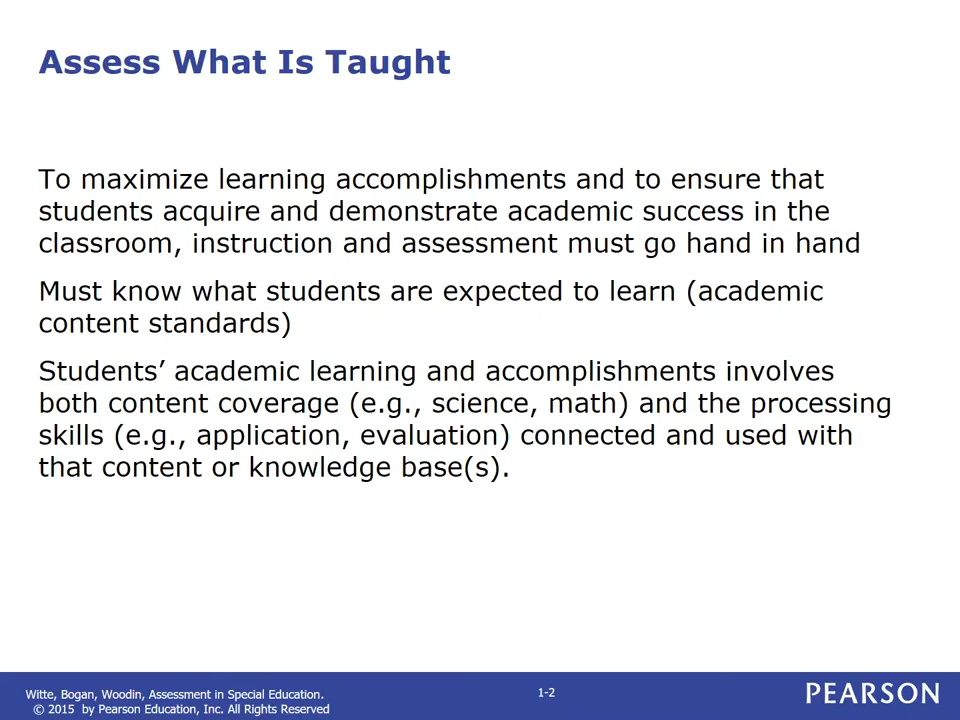 Assess What Is Taught
To maximize learning accomplishments and to ensure that
students acquire and demonstrate academic success in the
classroom, instruction and assessment must go hand in hand
Must know what students are expected to learn (academic
content standards)
Students’ academic learning and accomplishments involves
both content coverage (e.g., science, math) and the processing
skills (e.g., application, evaluation) connected and used with
that content or knowledge base(s).
Witte, Bogan, Woodin, Assessment in Special Education.
© 2015 by Pearson Education, Inc. All Rights Reserved
1-2
PEARSON